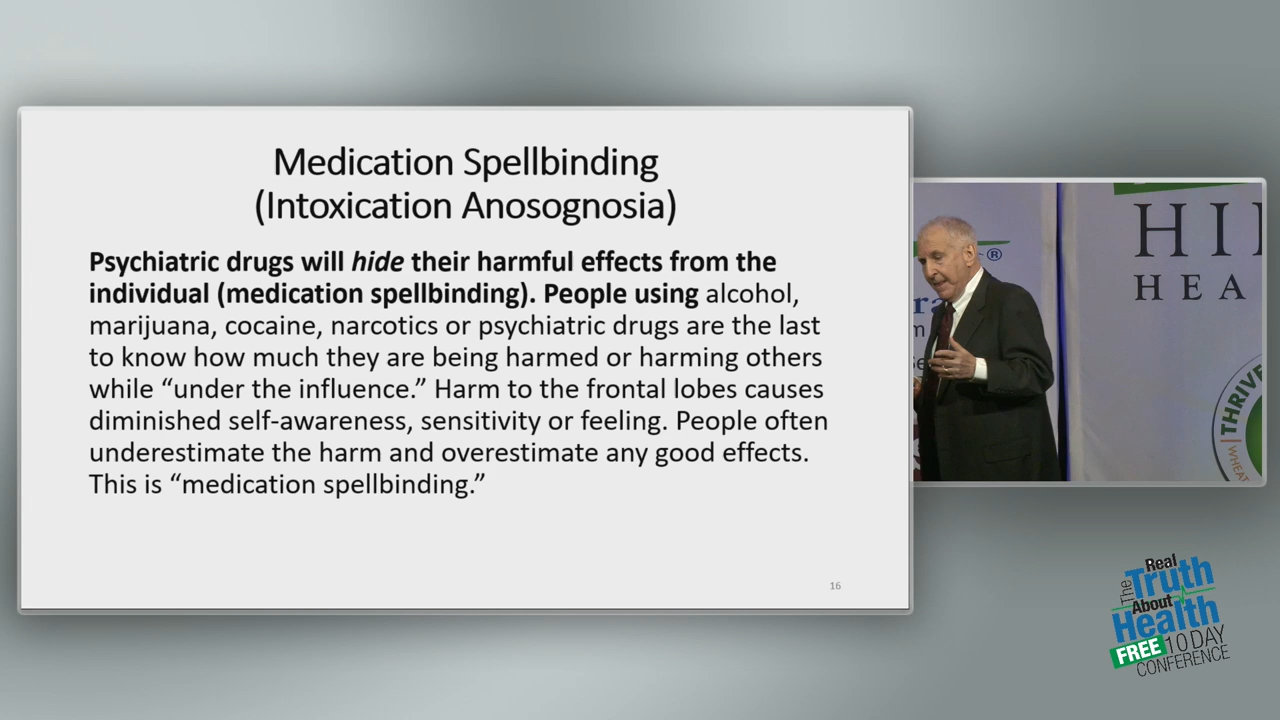 Medication Spellbinding
(Intoxication Anosognosia)
Psychiatric drugs will hide their harmful effects from the
individual (medication spellbinding). People using alcohol,
marijuana, cocaine, narcotics or psychiatric drugs are the last
to know how much they are being harmed or harming others
while “under the influence.” Harm to the frontal lobes causes
diminished self-awareness, sensitivity or feeling. People often
underestimate the harm and overestimate any good effects.
This is “medication spellbinding.”
16
®
HI
HEA
THRIVE
WHEAT
The Real
Truth
About
Health
FREE 10 DAY
CONFERENCE